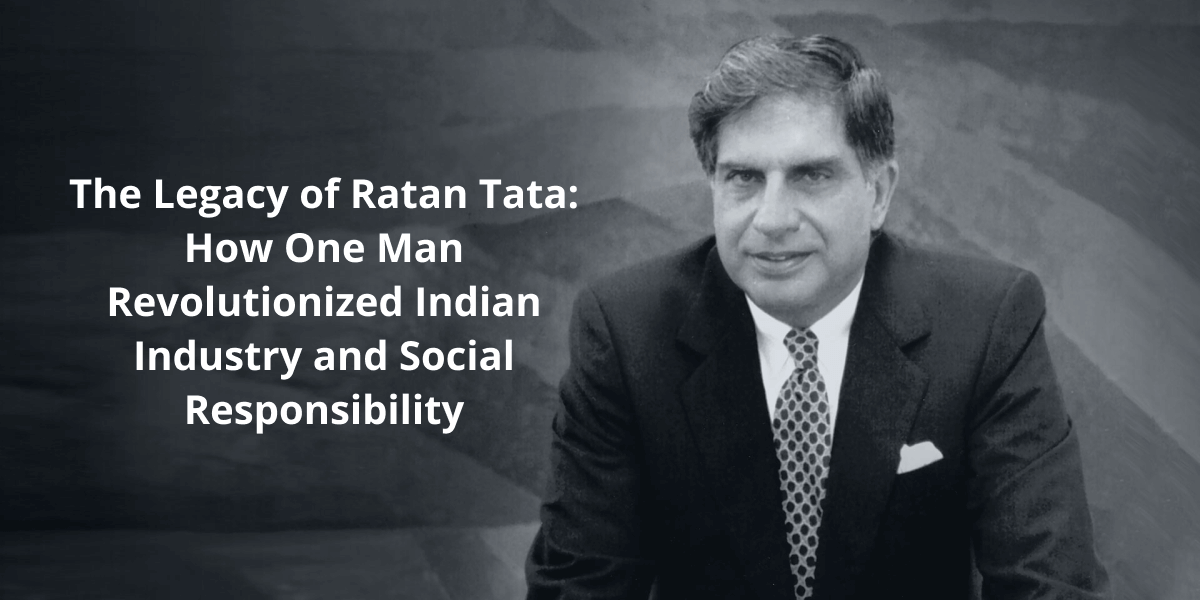 The Legacy of Ratan Tata:
How One Man
Revolutionized Indian
Industry and Social
Responsibility